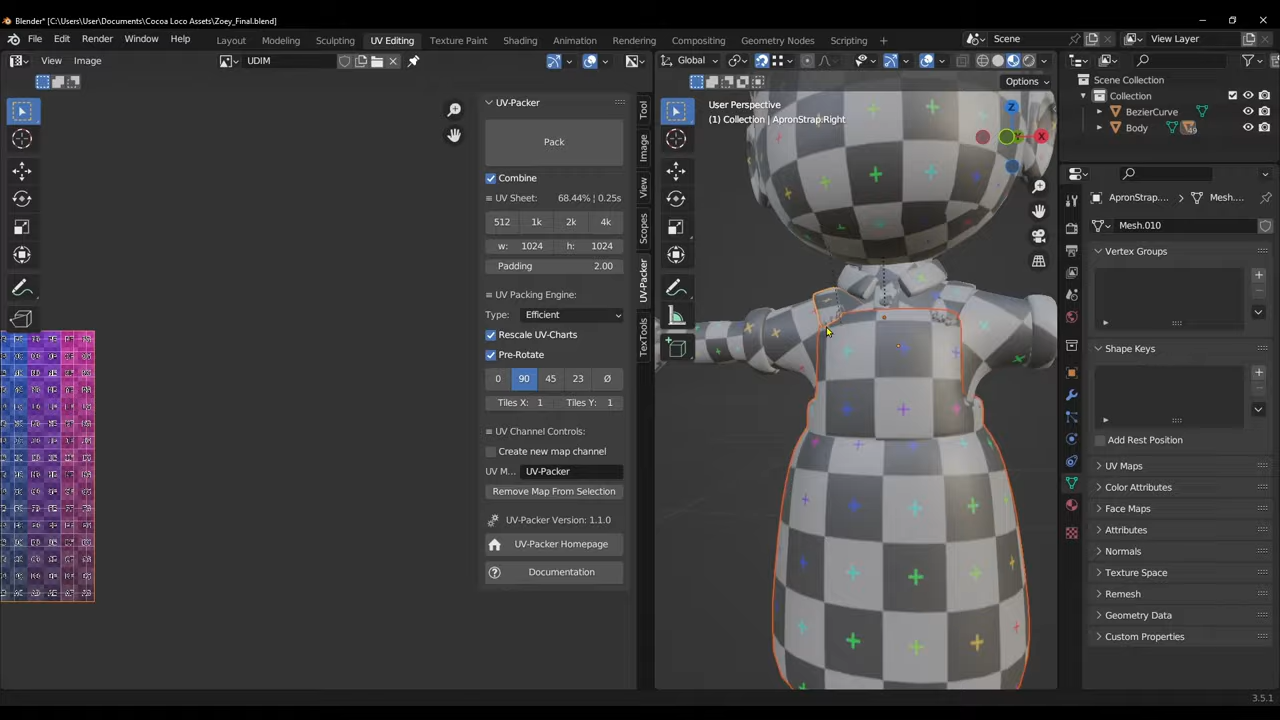 Blender* [C:\Users\User\Documents\Cocoa Loco Assets\Zoey_Final.blend]
File Edit Render Window Help Layout Modeling Sculpting UV Editing Texture Paint Shading Animation Rendering Compositing Geometry Nodes Scripting Scene View Layer
View Image UDIM Global
Options
UV-Packer
Pack
Combine
UV Sheet: 68.44% | 0.25s
512 1k 2k 4k
w: 1024 h: 1024
Padding 2.00
UV Packing Engine:
Type: Efficient
Rescale UV-Charts
Pre-Rotate
0 90 45 23 Ø
Tiles X: 1 Tiles Y: 1
UV Channel Controls:
Create new map channel
UV M... UV-Packer
Remove Map From Selection
UV-Packer Version: 1.1.0
UV-Packer Homepage
Documentation
Tool
Image
View
Scopes
UV-Packer
TexTools
User Perspective
(1) Collection | ApronStrap.Right
Z
X
Scene Collection
Collection
BezierCurve
Body
ApronStrap.... Mesh....
Mesh.010
Vertex Groups
Shape Keys
Add Rest Position
UV Maps
Color Attributes
Face Maps
Attributes
Normals
Texture Space
Remesh
Geometry Data
Custom Properties
3.5.1